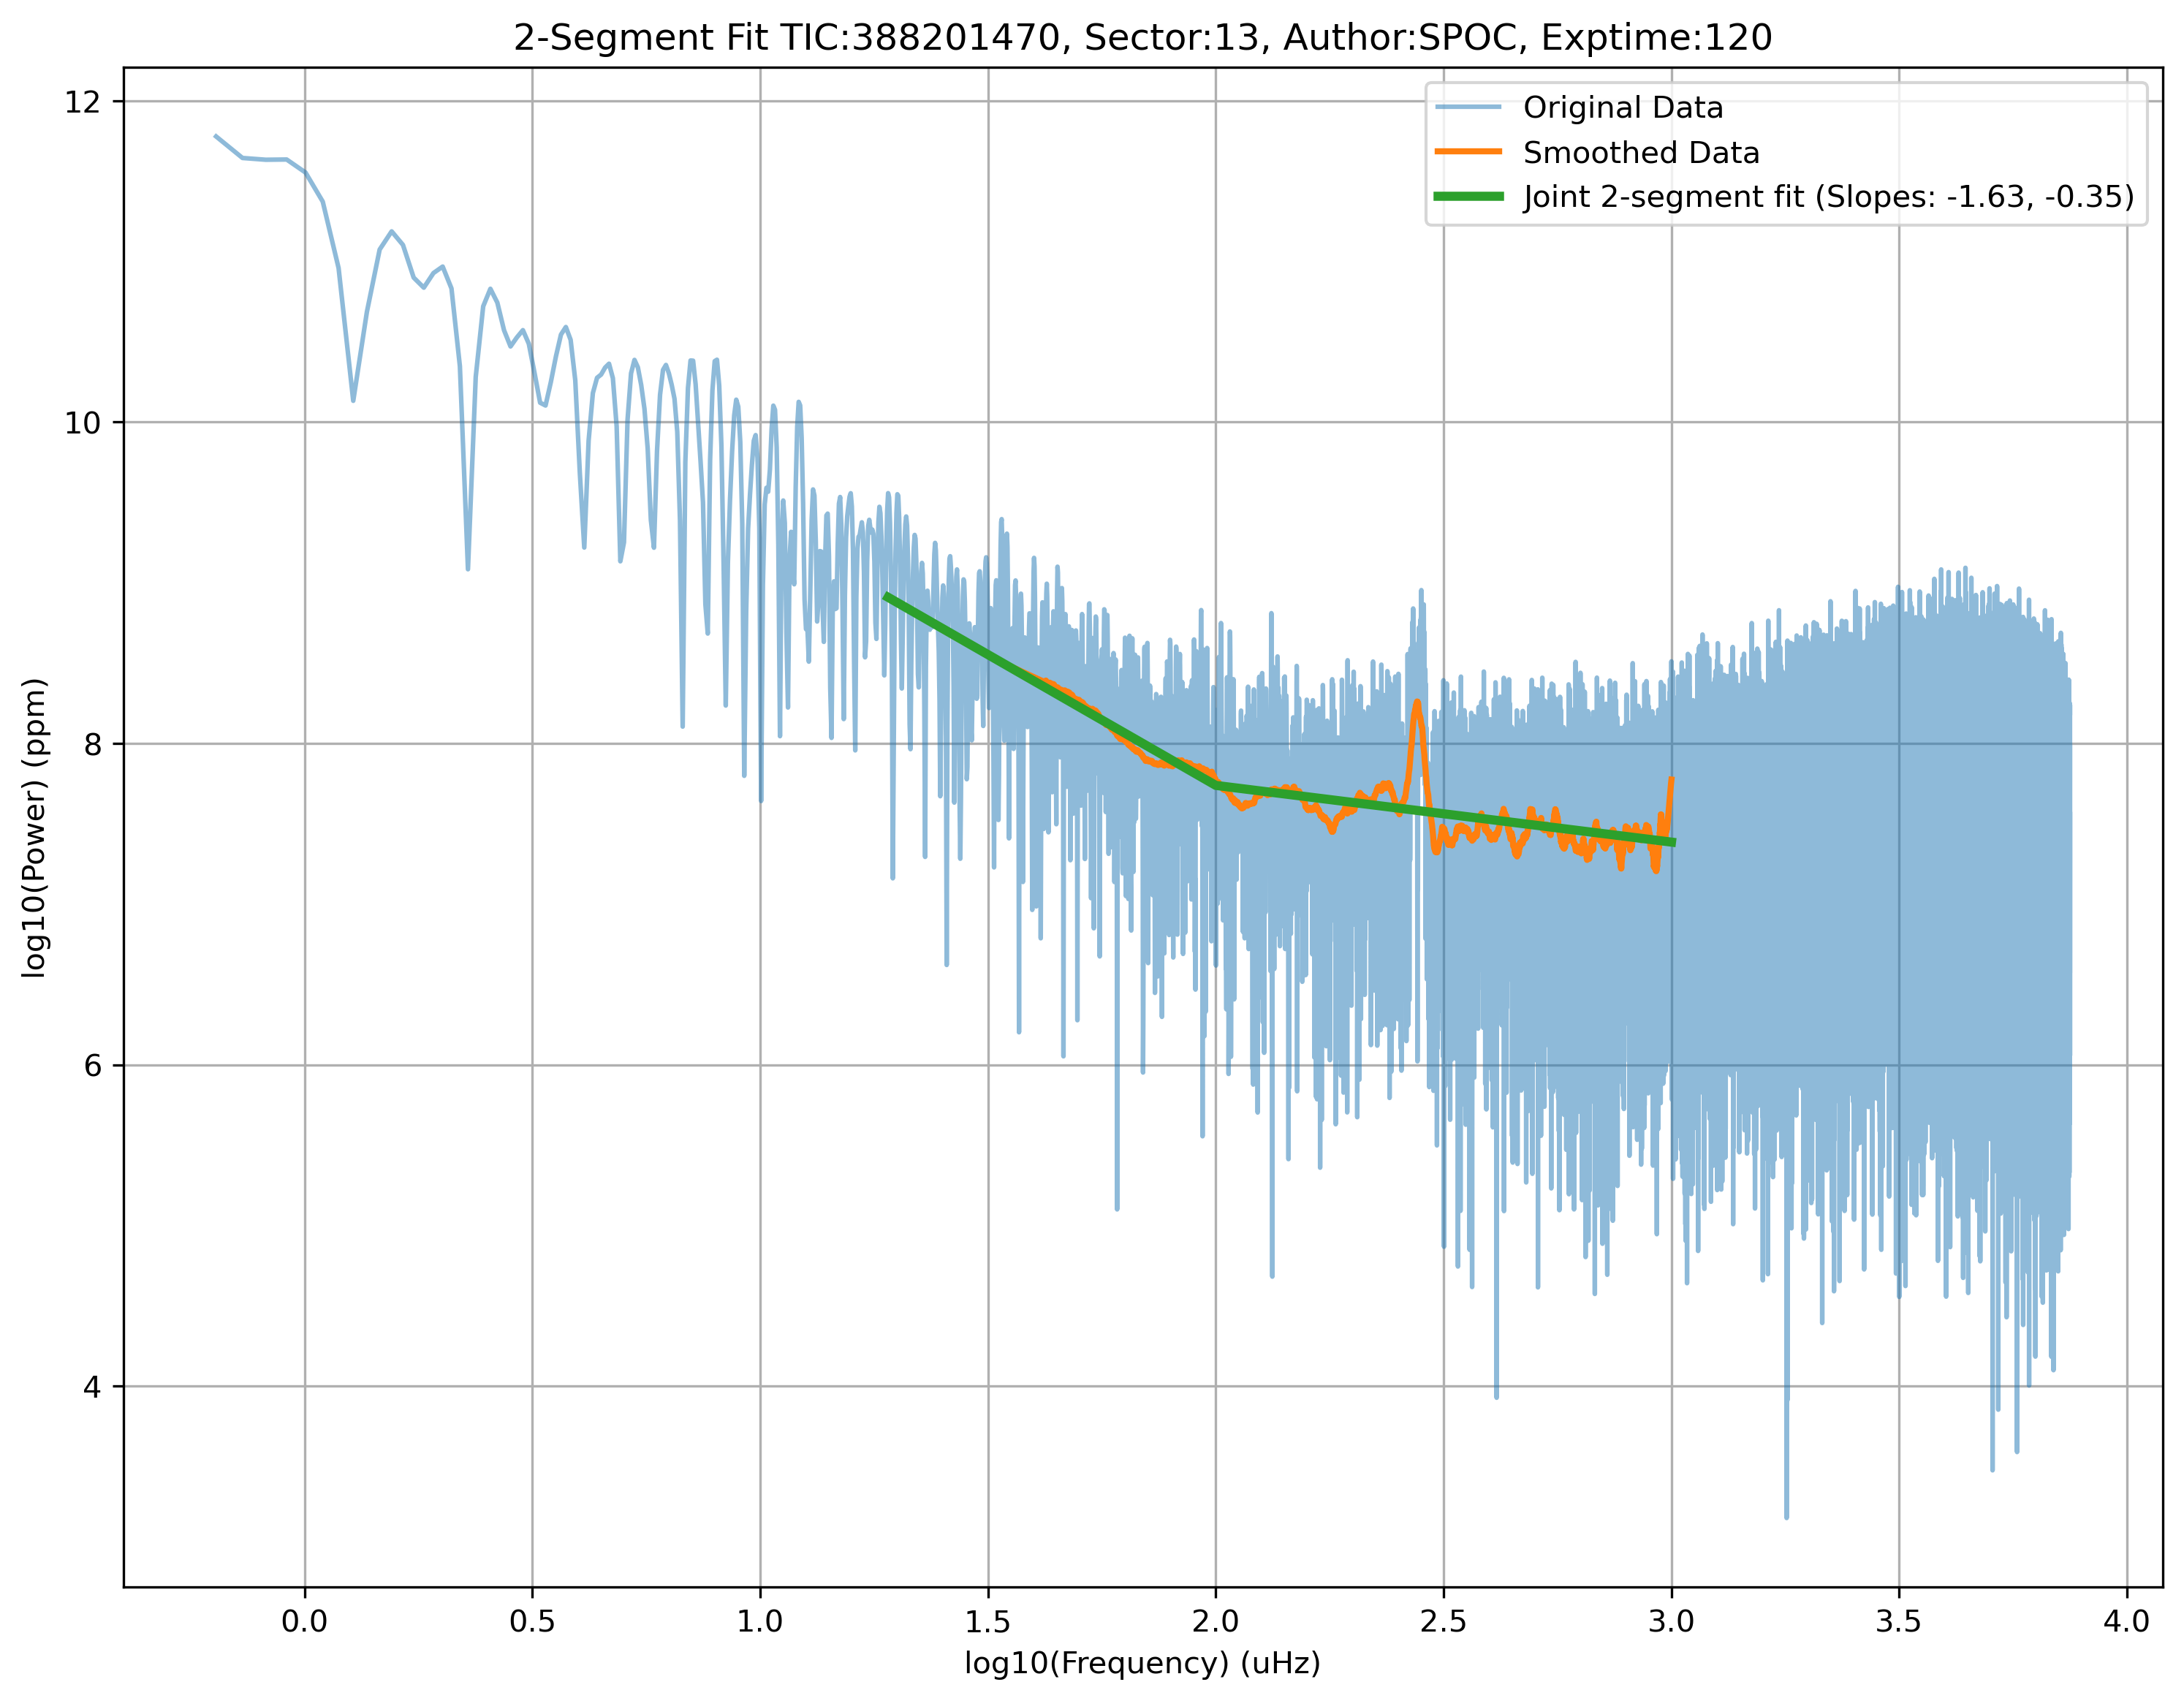 2-Segment Fit TIC:388201470, Sector:13, Author:SPOC, Exptime:120
Original Data
Smoothed Data
Joint 2-segment fit (Slopes: -1.63, -0.35)
log10(Power) (ppm)
12
10
8
6
4
0.0 0.5 1.0 1.5 2.0 2.5 3.0 3.5 4.0
log10(Frequency) (uHz)